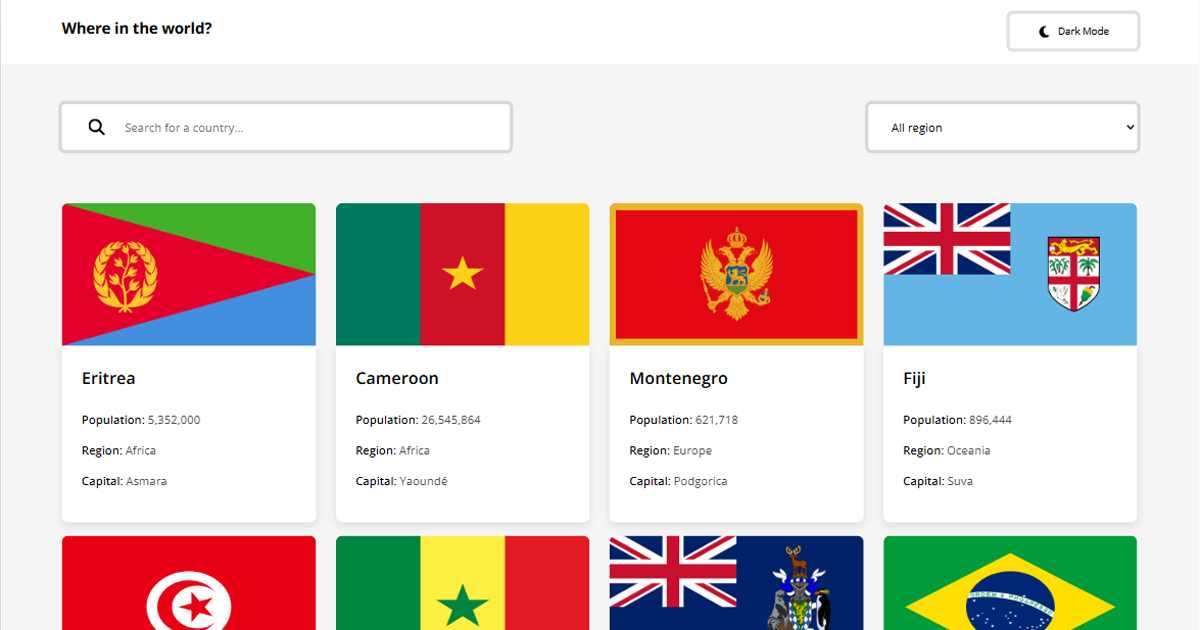 Where in the world?
Dark Mode
Search for a country...
All region
Eritrea
Population: 5,352,000
Region: Africa
Capital: Asmara
Cameroon
Population: 26,545,864
Region: Africa
Capital: Yaoundé
Montenegro
Population: 621,718
Region: Europe
Capital: Podgorica
Fiji
Population: 896,444
Region: Oceania
Capital: Suva
ORDEM E PROGRESSO